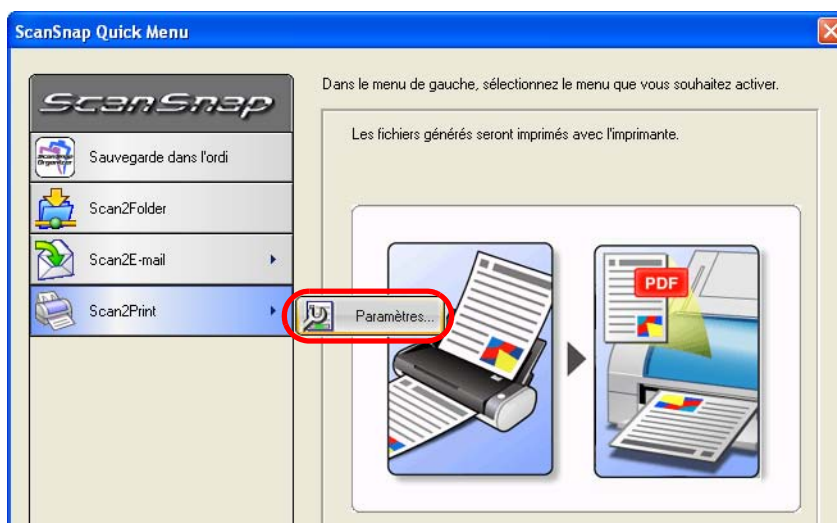 ScanSnap Quick Menu
ScanSnap
Dans le menu de gauche, sélectionnez le menu que vous souhaitez activer.
Les fichiers générés seront imprimés avec l'imprimante.
Sauvegarde dans l'ordi
Scan2Folder
Scan2E-mail
Scan2Print
Paramètres...
PDF